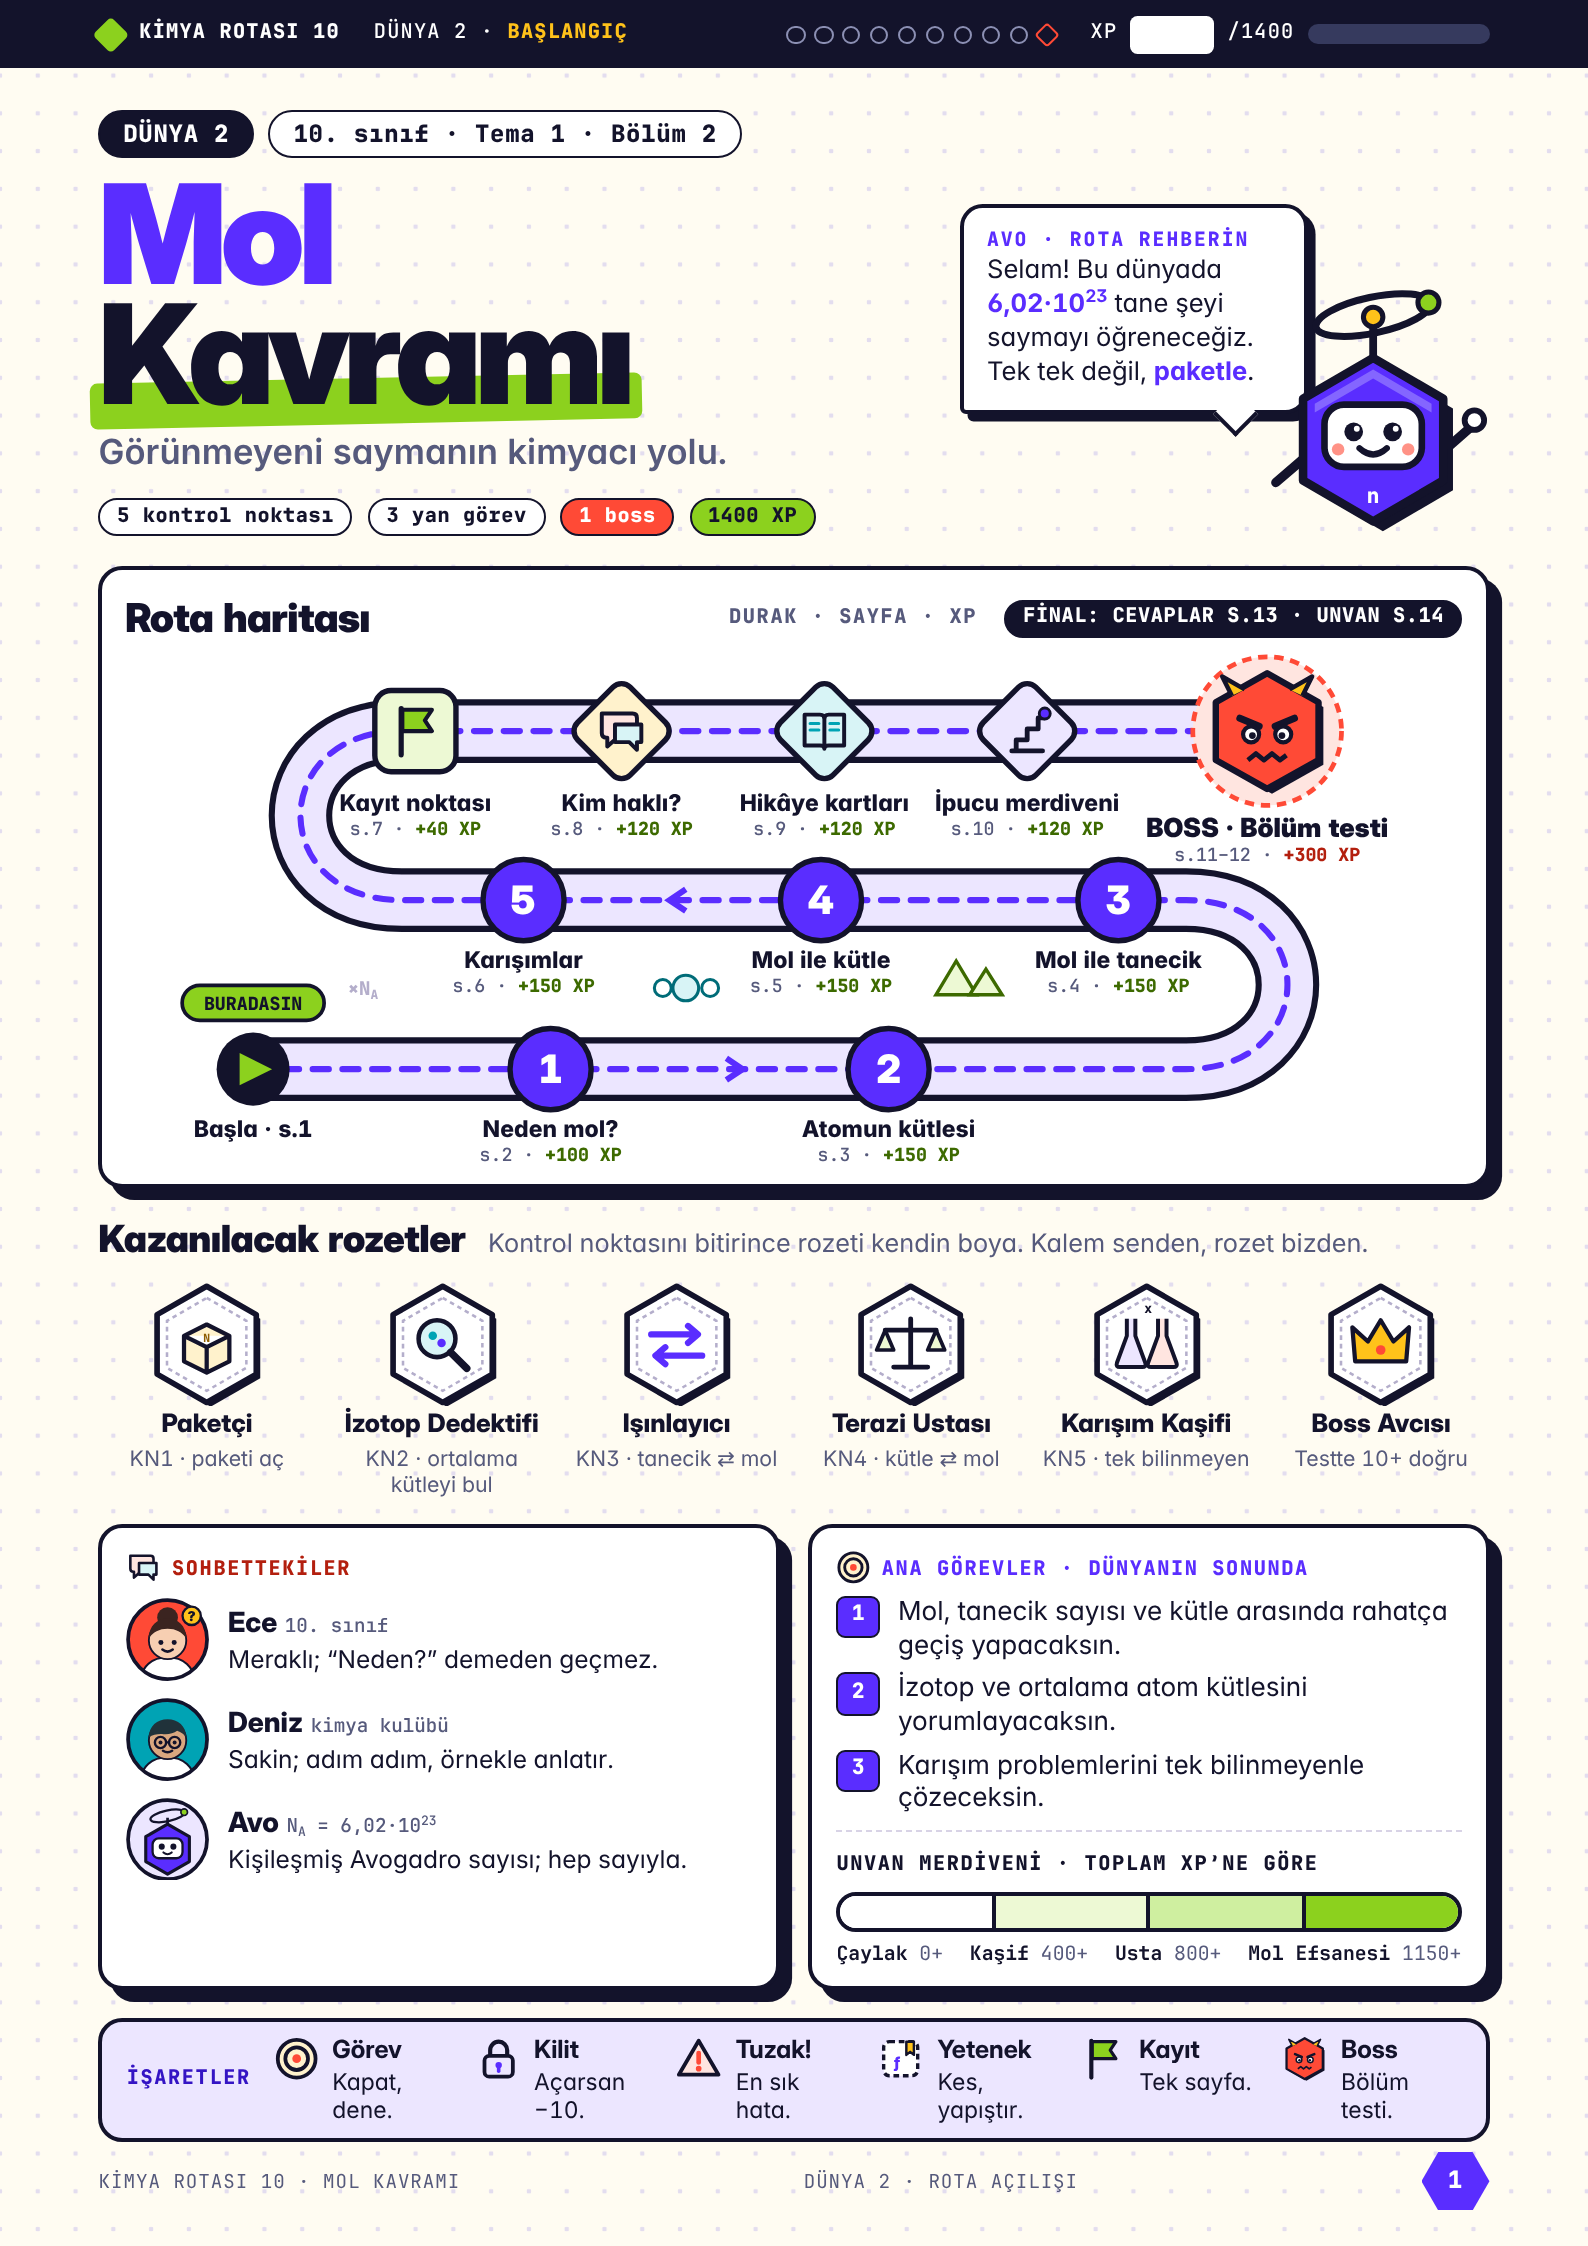 KİMYA ROTASI 10 DÜNYA 2 · BAŞLANGIÇ XP /1400
DÜNYA 2 10. sınıf · Tema 1 · Bölüm 2
Mol
Kavramı
Görünmeyeni saymanın kimyacı yolu.
5 kontrol noktası 3 yan görev 1 boss 1400 XP
AVO · ROTA REHBERİN
Selam! Bu dünyada
6,02·10²³ tane şeyi
saymayı öğreneceğiz.
Tek tek değil, paketle.
n
Rota haritası DURAK · SAYFA · XP FİNAL: CEVAPLAR S.13 · UNVAN S.14
Kayıt noktası
s.7 · +40 XP
Kim haklı?
s.8 · +120 XP
Hikâye kartları
s.9 · +120 XP
İpucu merdiveni
s.10 · +120 XP
BOSS · Bölüm testi
s.11–12 · +300 XP
5 4 3
Karışımlar
s.6 · +150 XP
Mol ile kütle
s.5 · +150 XP
Mol ile tanecik
s.4 · +150 XP
BURADASIN
×N_A
1 2
Başla · s.1
Neden mol?
s.2 · +100 XP
Atomun kütlesi
s.3 · +150 XP
Kazanılacak rozetler Kontrol noktasını bitirince rozeti kendin boya. Kalem senden, rozet bizden.
N
x
Paketçi
KN1 · paketi aç
İzotop Dedektifi
KN2 · ortalama
kütleyi bul
Işınlayıcı
KN3 · tanecik ⇄ mol
Terazi Ustası
KN4 · kütle ⇄ mol
Karışım Kaşifi
KN5 · tek bilinmeyen
Boss Avcısı
Testte 10+ doğru
SOHBETTEKİLER
?
Ece 10. sınıf
Meraklı; “Neden?” demeden geçmez.
Deniz kimya kulübü
Sakin; adım adım, örnekle anlatır.
Avo N_A = 6,02·10²³
Kişileşmiş Avogadro sayısı; hep sayıyla.
ANA GÖREVLER · DÜNYANIN SONUNDA
1 Mol, tanecik sayısı ve kütle arasında rahatça
geçiş yapacaksın.
2 İzotop ve ortalama atom kütlesini
yorumlayacaksın.
3 Karışım problemlerini tek bilinmeyenle
çözeceksin.
UNVAN MERDİVENİ · TOPLAM XP’NE GÖRE
Çaylak 0+ Kaşif 400+ Usta 800+ Mol Efsanesi 1150+
İŞARETLER
Görev
Kapat,
dene.
Kilit
Açarsan
−10.
Tuzak!
En sık
hata.
f
Yetenek
Kes,
yapıştır.
Kayıt
Tek sayfa.
Boss
Bölüm
testi.
KİMYA ROTASI 10 · MOL KAVRAMI DÜNYA 2 · ROTA AÇILIŞI 1